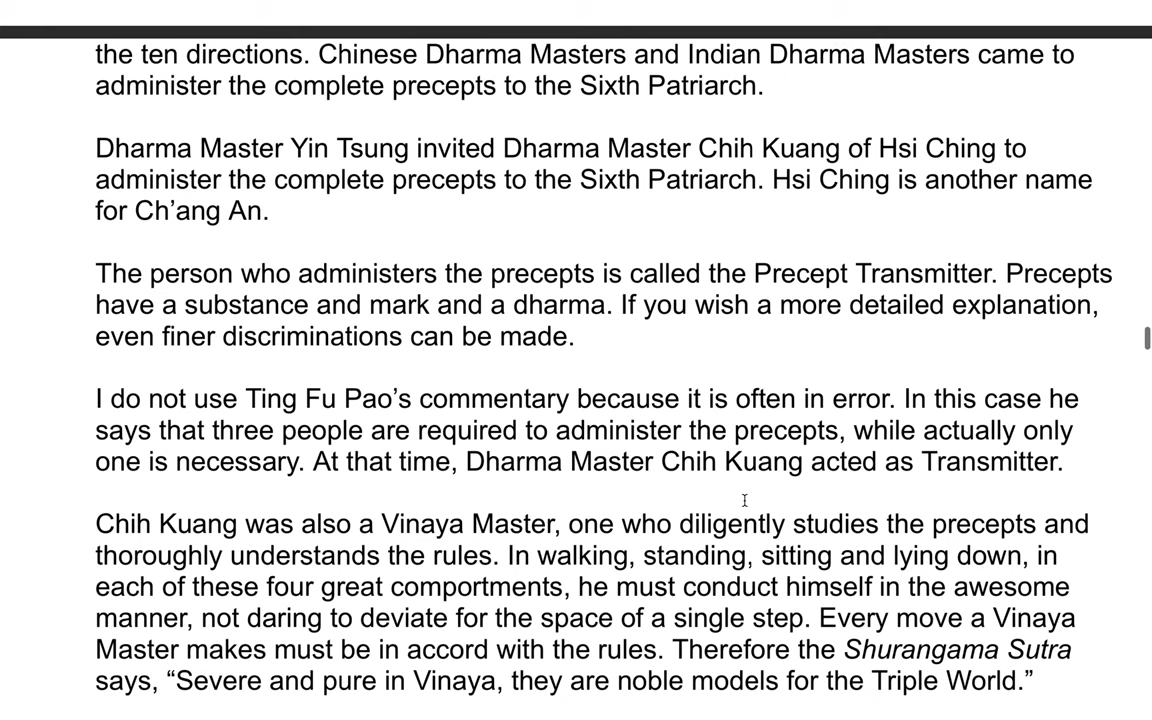 the ten directions. Chinese Dharma Masters and Indian Dharma Masters came to
administer the complete precepts to the Sixth Patriarch.
Dharma Master Yin Tsung invited Dharma Master Chih Kuang of Hsi Ching to
administer the complete precepts to the Sixth Patriarch. Hsi Ching is another name
for Ch’ang An.
The person who administers the precepts is called the Precept Transmitter. Precepts
have a substance and mark and a dharma. If you wish a more detailed explanation,
even finer discriminations can be made.
I do not use Ting Fu Pao’s commentary because it is often in error. In this case he
says that three people are required to administer the precepts, while actually only
one is necessary. At that time, Dharma Master Chih Kuang acted as Transmitter.
Chih Kuang was also a Vinaya Master, one who diligently studies the precepts and
thoroughly understands the rules. In walking, standing, sitting and lying down, in
each of these four great comportments, he must conduct himself in the awesome
manner, not daring to deviate for the space of a single step. Every move a Vinaya
Master makes must be in accord with the rules. Therefore the Shurangama Sutra
says, “Severe and pure in Vinaya, they are noble models for the Triple World.”